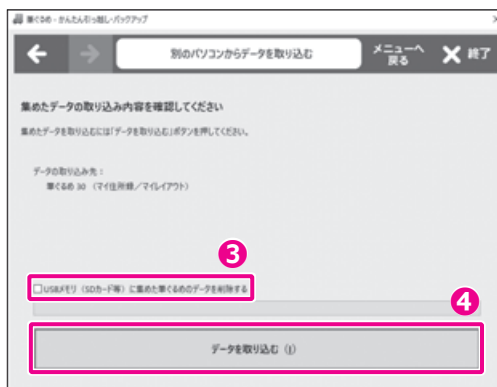 筆ぐるめ - かんたん引っ越し・バックアップ
別のパソコンからデータを取り込む
メニューへ
戻る
終了
集めたデータの取り込み内容を確認してください
集めたデータを取り込むには「データを取り込む」ボタンを押してください。
データの取り込み先：
筆ぐるめ 30 （マイ住所録／マイレイアウト）
3
USBメモリ（SDカード等）に集めた筆ぐるめのデータを削除する
4
データを取り込む（I）